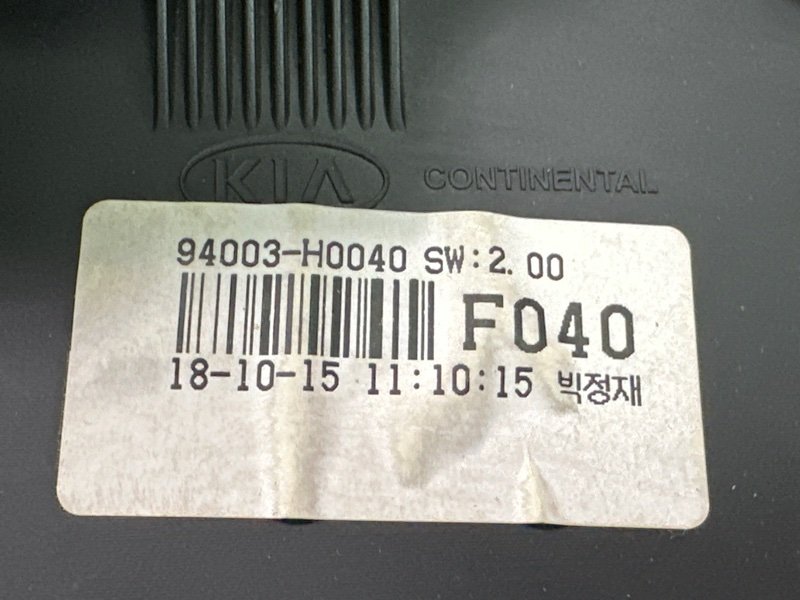 KIA CONTINENTAL
94003-H0040 SW:2.00
F040
18-10-15 11:10:15 빅정재